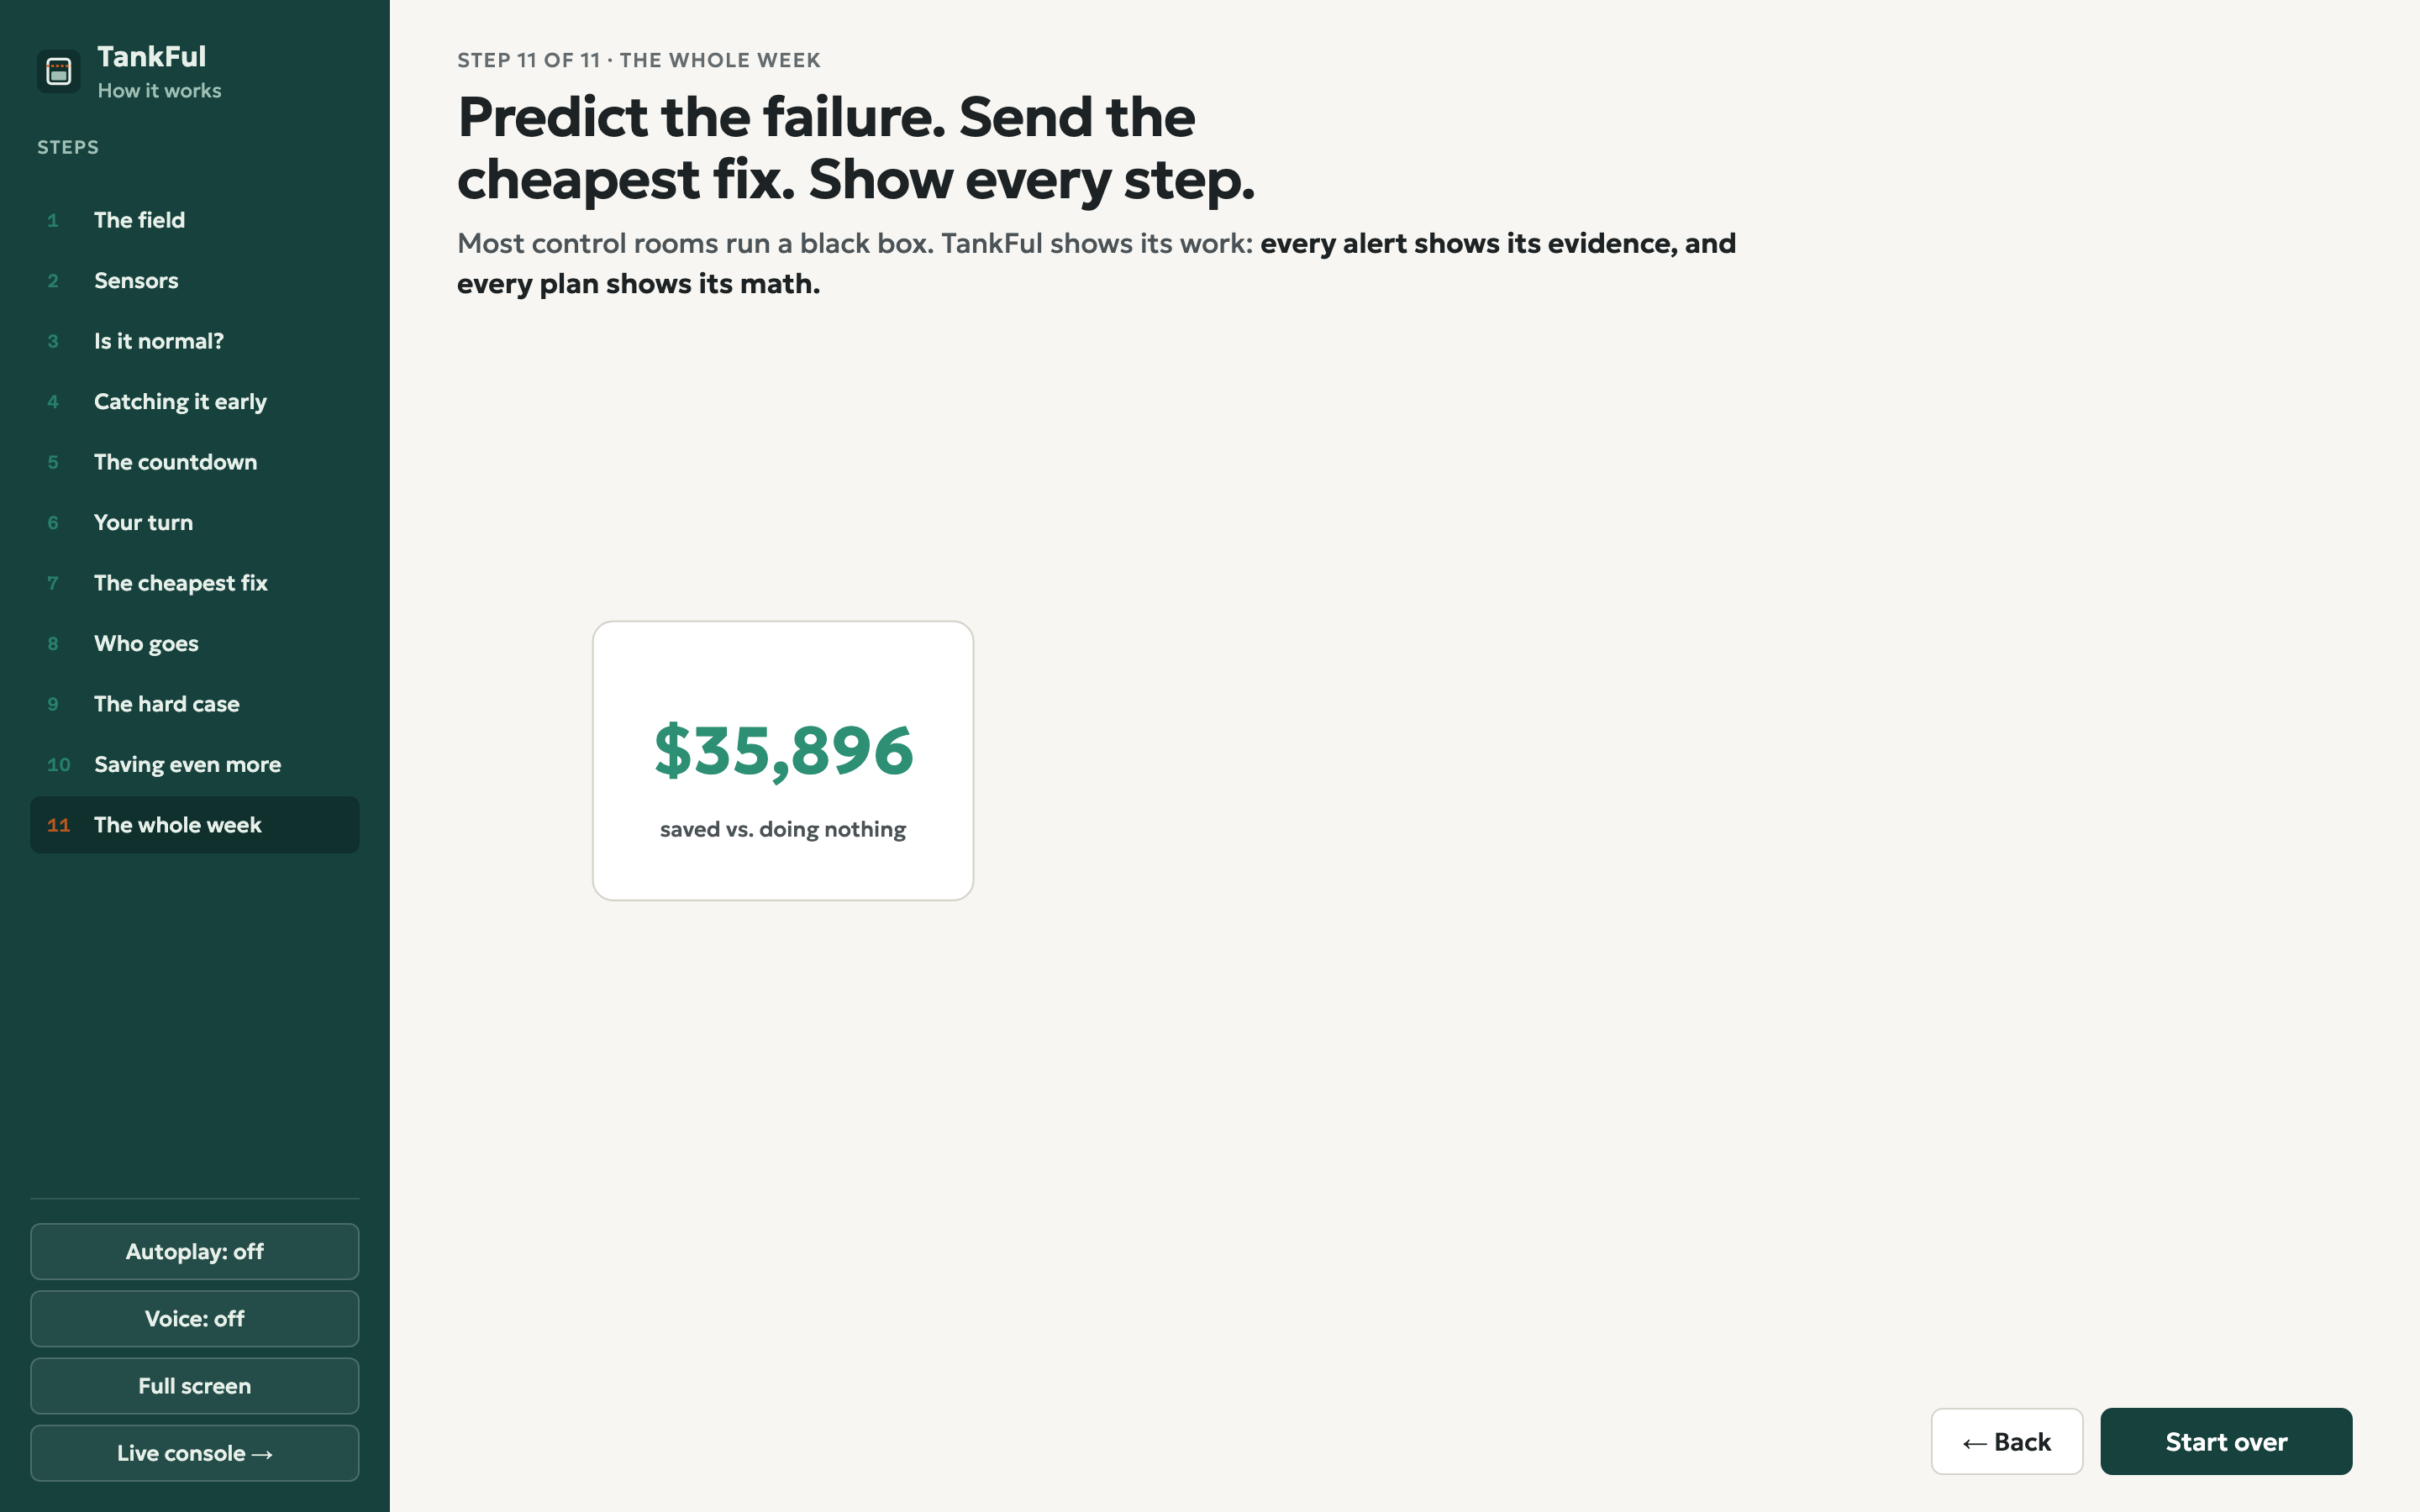 TankFul
How it works
STEPS
1 The field
2 Sensors
3 Is it normal?
4 Catching it early
5 The countdown
6 Your turn
7 The cheapest fix
8 Who goes
9 The hard case
10 Saving even more
11 The whole week
Autoplay: off
Voice: off
Full screen
Live console →
STEP 11 OF 11 · THE WHOLE WEEK
Predict the failure. Send the
cheapest fix. Show every step.
Most control rooms run a black box. TankFul shows its work: every alert shows its evidence, and
every plan shows its math.
$35,896
saved vs. doing nothing
← Back
Start over